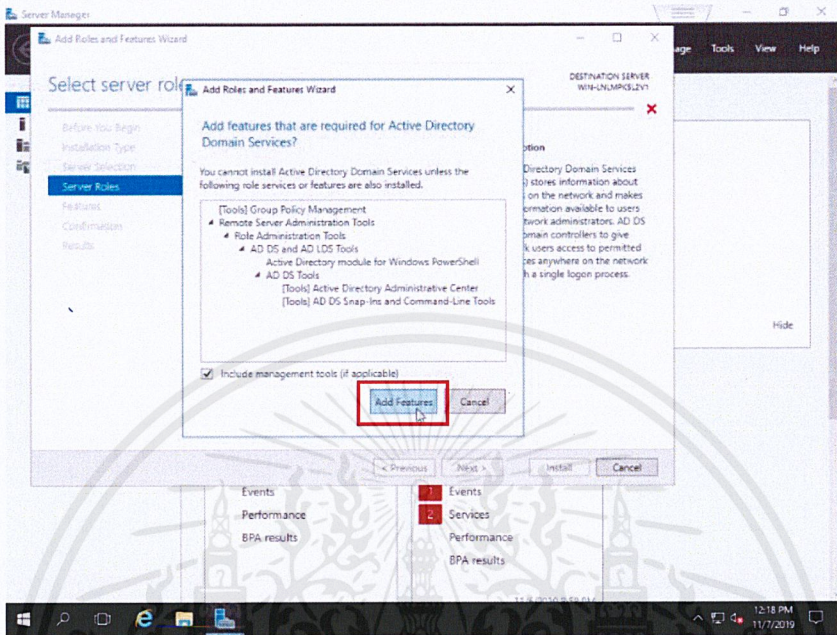 Server Manager
Add Roles and Features Wizard
Manage Tools View Help
Select server role
DESTINATION SERVER
Before You Begin
Installation Type
Server Selection
Server Roles
Features
Confirmation
Results
Add Roles and Features Wizard
Add features that are required for Active Directory
Domain Services?
You cannot install Active Directory Domain Services unless the
following role services or features are also installed.
[Tools] Group Policy Management
Remote Server Administration Tools
Role Administration Tools
AD DS and AD LDS Tools
Active Directory module for Windows PowerShell
AD DS Tools
[Tools] Active Directory Administrative Center
[Tools] AD DS Snap-Ins and Command-Line Tools
Include management tools (if applicable)
Add Features Cancel
Directory Domain Services
stores information about
on the network and makes
available to users
administrators. AD DS
controllers to give
users access to permitted
anywhere on the network
a single logon process.
Hide
< Previous Next > Install Cancel
Events
Performance
BPA results
1 Events
2 Services
Performance
BPA results
12:18 PM
11/7/2019